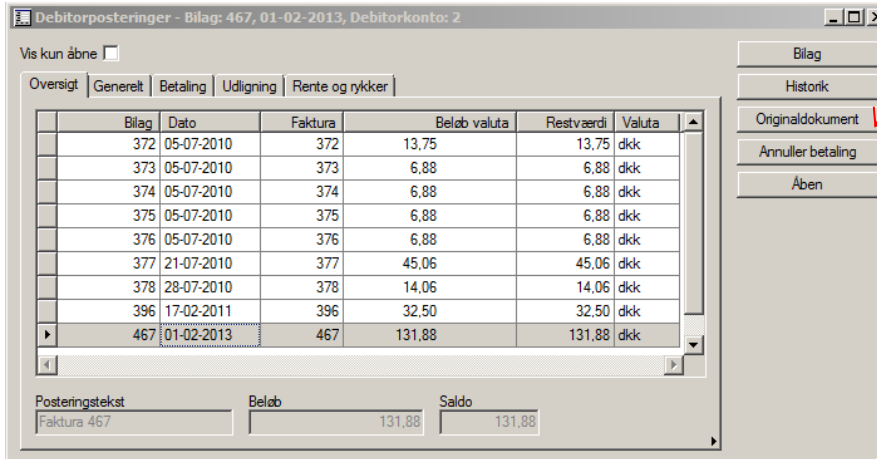 Debitorposteringer - Bilag: 467, 01-02-2013, Debitorkonto: 2
Vis kun åbne
Oversigt Generelt Betaling Udligning Rente og rykker
Bilag Dato Faktura Beløb valuta Restværdi Valuta
372 05-07-2010 372 13,75 13,75 dkk
373 05-07-2010 373 6,88 6,88 dkk
374 05-07-2010 374 6,88 6,88 dkk
375 05-07-2010 375 6,88 6,88 dkk
376 05-07-2010 376 6,88 6,88 dkk
377 21-07-2010 377 45,06 45,06 dkk
378 28-07-2010 378 14,06 14,06 dkk
396 17-02-2011 396 32,50 32,50 dkk
467 01-02-2013 467 131,88 131,88 dkk
Posteringstekst Beløb Saldo
Faktura 467 131,88 131,88
Bilag
Historik
Originaldokument
Annuller betaling
Åben